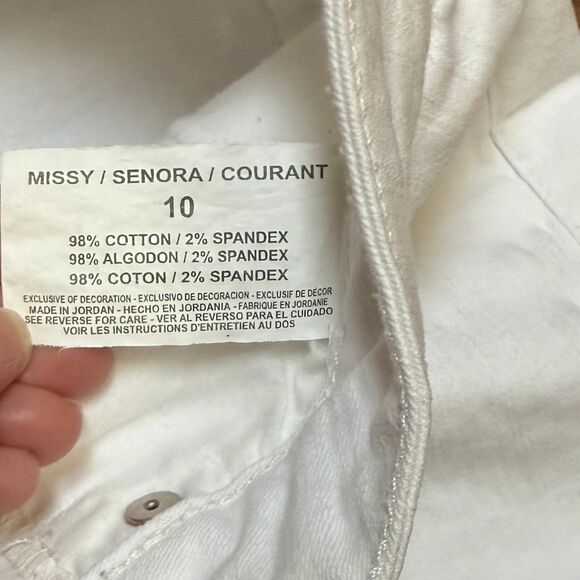 MISSY / SENORA / COURANT
10
98% COTTON / 2% SPANDEX
98% ALGODON / 2% SPANDEX
98% COTON / 2% SPANDEX
EXCLUSIVE OF DECORATION - EXCLUSIVO DE DECORACION - EXCLUSIF DE DÉCOR
MADE IN JORDAN - HECHO EN JORDANIA - FABRIQUE EN JORDANIE
SEE REVERSE FOR CARE - VER AL REVERSO PARA EL CUIDADO
VOIR LES INSTRUCTIONS D'ENTRETIEN AU DOS